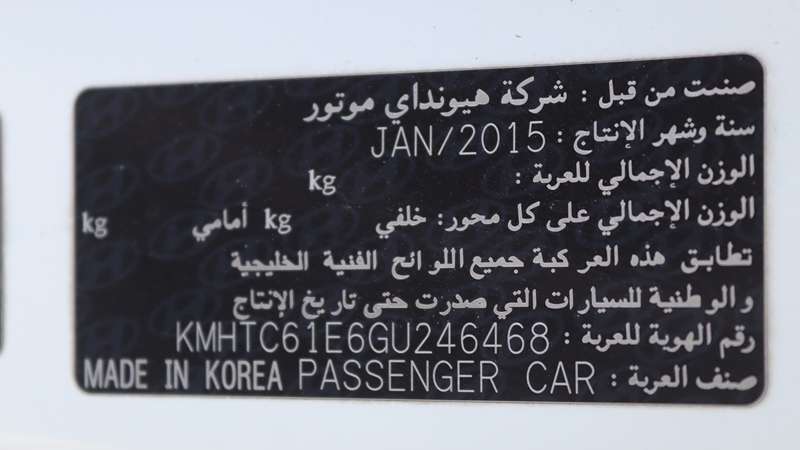 صنعت من قبل : شركة هيونداي موتور
سنة وشهر الإنتاج : JAN/2015
الوزن الإجمالي للعربة : kg
الوزن الإجمالي على كل محور: خلفي kg أمامي kg
تطابق هذه المركبة جميع اللوائح الفنية الخليجية
والوطنية للسيارات التي صدرت حتى تاريخ الإنتاج
رقم الهوية للعربة : KMHTC61E6GU246468
صنف العربة : PASSENGER CAR MADE IN KOREA